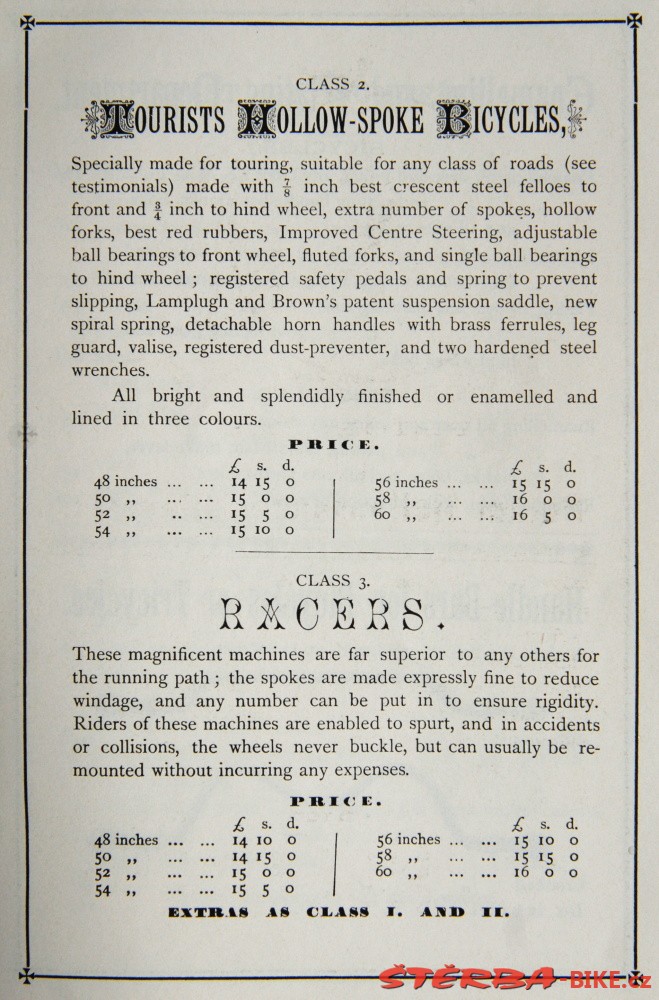 CLASS 2.
TOURISTS HOLLOW-SPOKE BICYCLES,
Specially made for touring, suitable for any class of roads (see
testimonials) made with ⅞ inch best crescent steel felloes to
front and ¾ inch to hind wheel, extra number of spokes, hollow
forks, best red rubbers, Improved Centre Steering, adjustable
ball bearings to front wheel, fluted forks, and single ball bearings
to hind wheel ; registered safety pedals and spring to prevent
slipping, Lamplugh and Brown's patent suspension saddle, new
spiral spring, detachable horn handles with brass ferrules, leg
guard, valise, registered dust-preventer, and two hardened steel
wrenches.
All bright and splendidly finished or enamelled and
lined in three colours.
PRICE.
£ s. d.
48 inches ... ... 14 15 0
50 ,, ... ... 15 0 0
52 ,, .. ... 15 5 0
54 ,, ... ... 15 10 0
£ s. d.
56 inches ... ... 15 15 0
58 ,, ... ... 16 0 0
60 ,, ... ... 16 5 0
CLASS 3.
RACERS.
These magnificent machines are far superior to any others for
the running path ; the spokes are made expressly fine to reduce
windage, and any number can be put in to ensure rigidity.
Riders of these machines are enabled to spurt, and in accidents
or collisions, the wheels never buckle, but can usually be re-
mounted without incurring any expenses.
PRICE.
£ s. d.
48 inches ... ... 14 10 0
50 ,, ... ... 14 15 0
52 ,, ... ... 15 0 0
54 ,, ... ... 15 5 0
£ s. d.
56 inches ... ... 15 10 0
58 ,, ... ... 15 15 0
60 ,, ... ... 16 0 0
EXTRAS AS CLASS I. AND II.
ŠTĚRBA-BIKE.cz